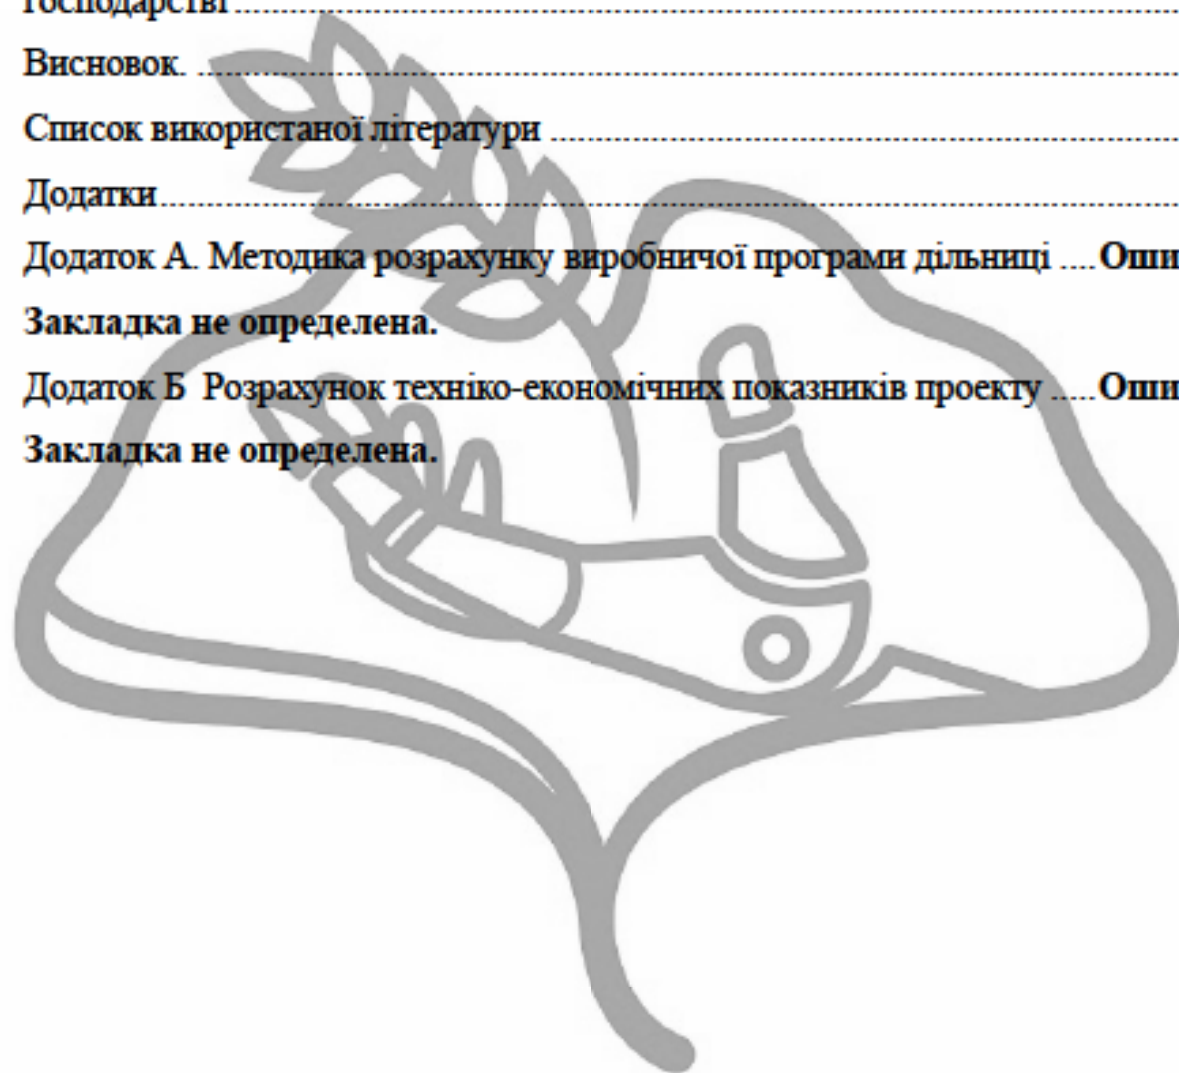 господарстві
Висновок.
Список використаної літератури
Додатки
Додаток А. Методика розрахунку виробничої програми дільниці .... Оши
Закладка не определена.
Додаток Б Розрахунок техніко-економічних показників проекту ..... Оши
Закладка не определена.